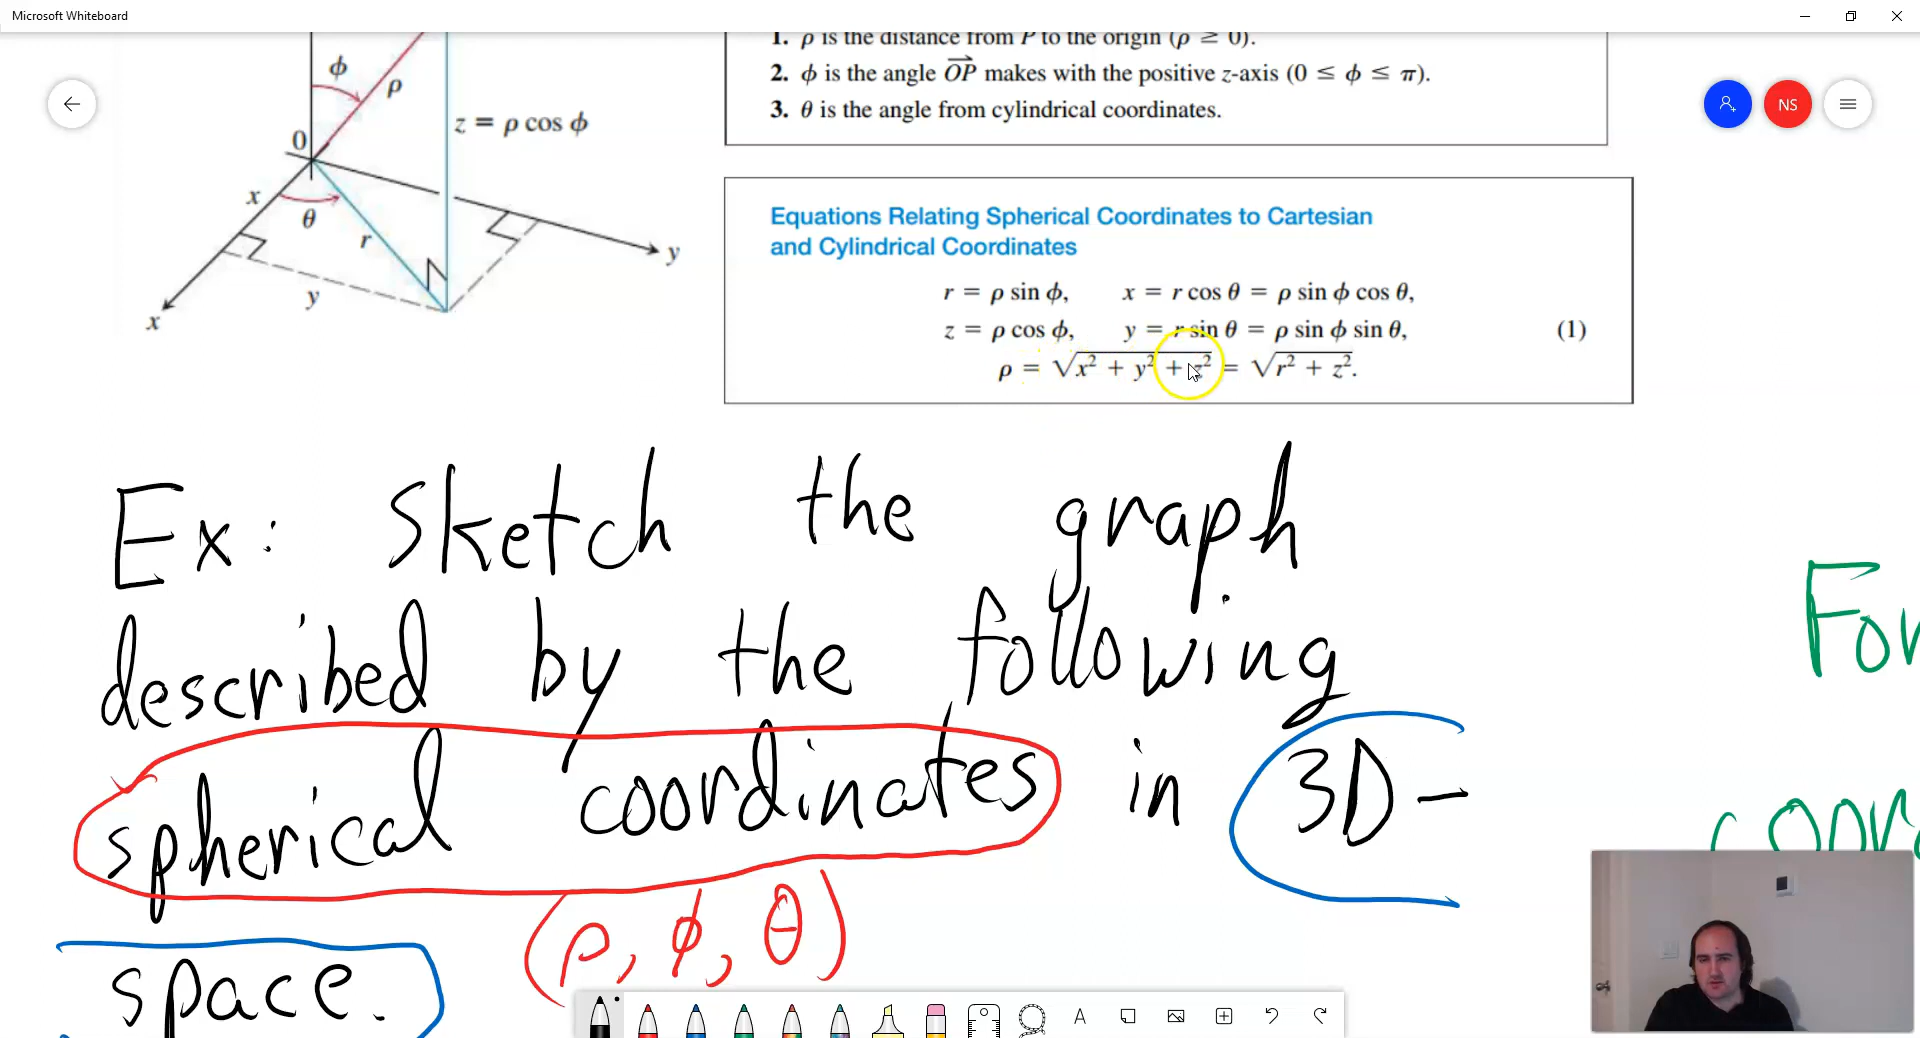 Microsoft Whiteboard
1. ρ is the distance from P to the origin (ρ ≥ 0).
2. ϕ is the angle \overrightarrow{OP} makes with the positive z-axis (0 ≤ ϕ ≤ π).
3. θ is the angle from cylindrical coordinates.
ϕ
ρ
z = ρ cos ϕ
0
x
θ
r
y
y
x
NS
Equations Relating Spherical Coordinates to Cartesian
and Cylindrical Coordinates
r = ρ sin ϕ, x = r cos θ = ρ sin ϕ cos θ,
z = ρ cos ϕ, y = r sin θ = ρ sin ϕ sin θ, (1)
ρ = √x² + y² + z² = √r² + z².
Ex: Sketch the graph
described by the following
spherical coordinates in 3D-
space.
(ρ, ϕ, θ)
For
A